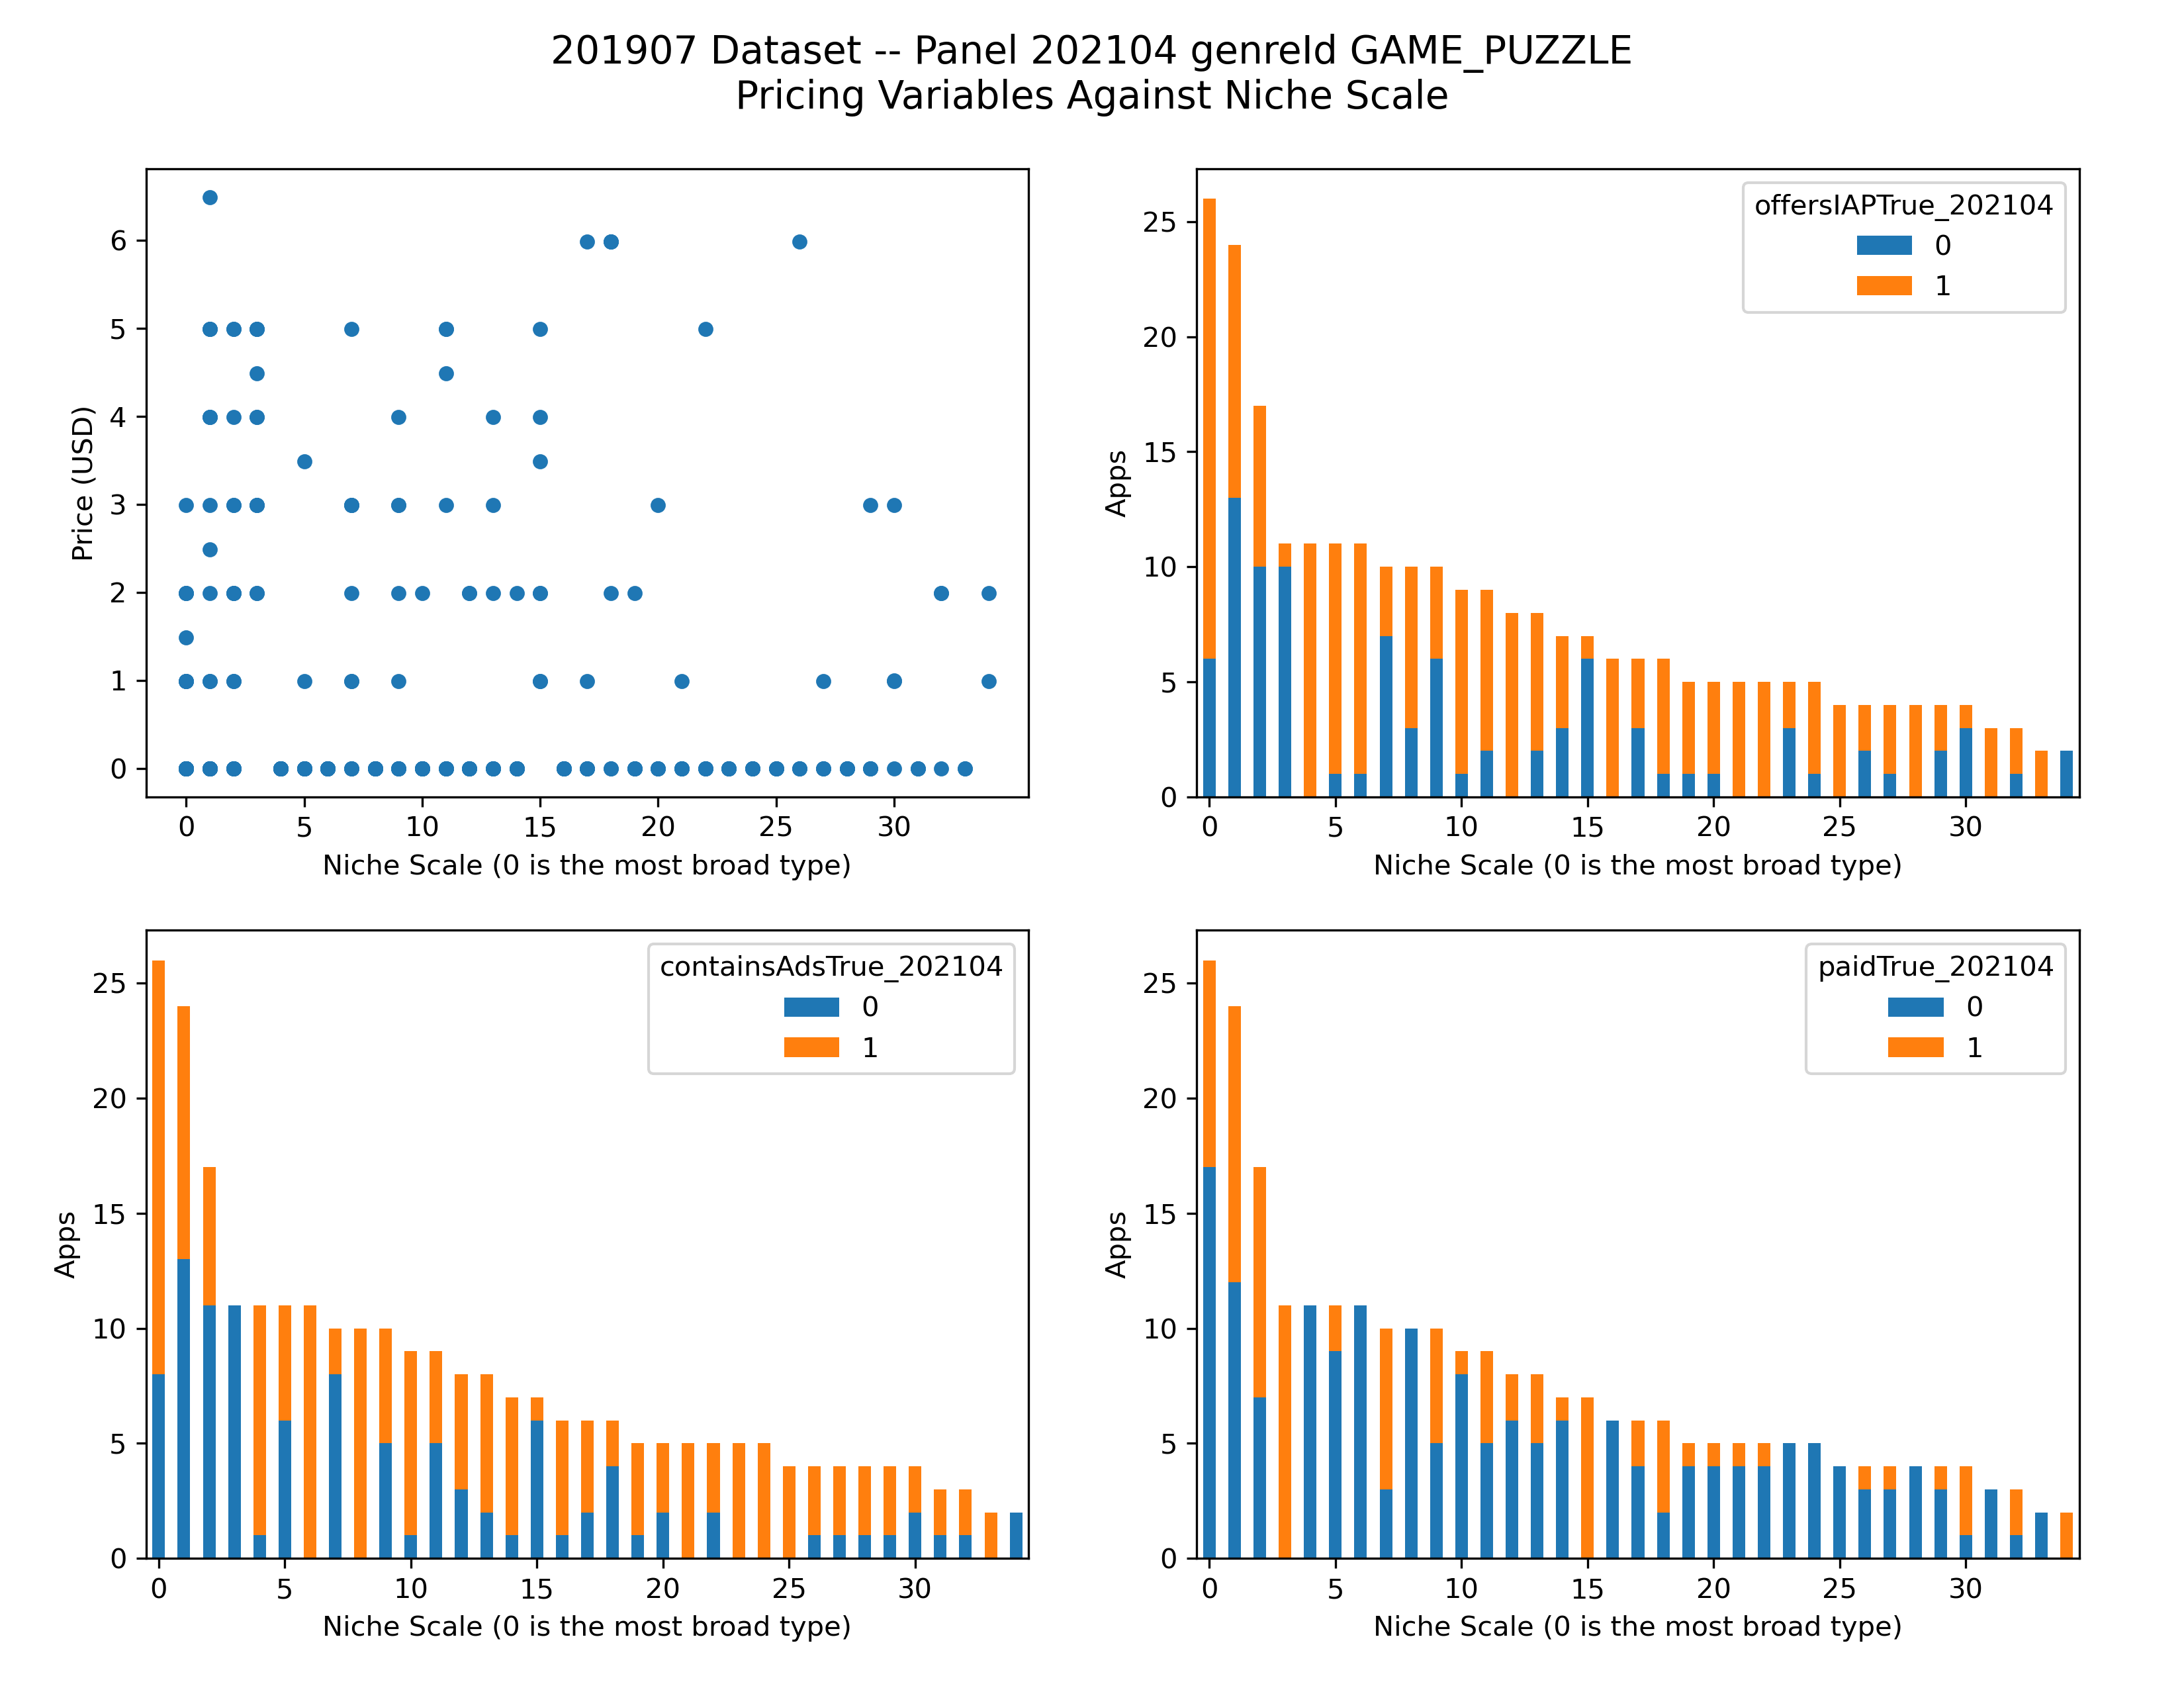 201907 Dataset -- Panel 202104 genreId GAME_PUZZLE
Pricing Variables Against Niche Scale
6
5
4
3
2
1
0
Price (USD)
0 5 10 15 20 25 30
Niche Scale (0 is the most broad type)
25
20
15
10
5
0
Apps
offersIAPTrue_202104
0
1
0 5 10 15 20 25 30
Niche Scale (0 is the most broad type)
25
20
15
10
5
0
Apps
containsAdsTrue_202104
0
1
0 5 10 15 20 25 30
Niche Scale (0 is the most broad type)
25
20
15
10
5
0
Apps
paidTrue_202104
0
1
0 5 10 15 20 25 30
Niche Scale (0 is the most broad type)